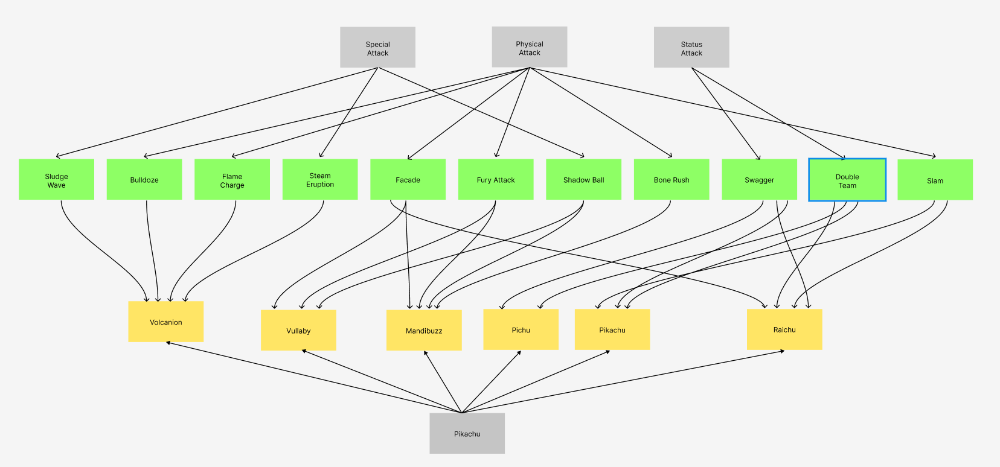 Special
Attack
Physical
Attack
Status
Attack
Sludge
Wave
Bulldoze
Flame
Charge
Steam
Eruption
Facade
Fury Attack
Shadow Ball
Bone Rush
Swagger
Double
Team
Slam
Volcanion
Vullaby
Mandibuzz
Pichu
Pikachu
Raichu
Pikachu